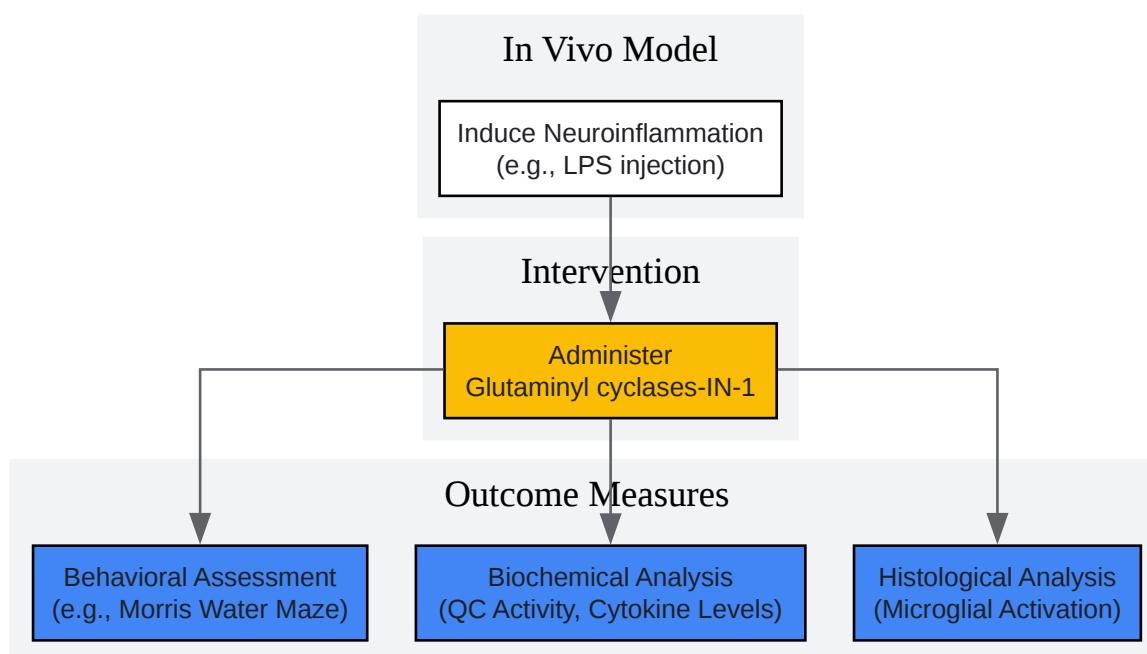 In Vivo Model
Induce Neuroinflammation
(e.g., LPS injection)
Intervention
Administer
Glutaminyl cyclases-IN-1
Outcome Measures
Behavioral Assessment
(e.g., Morris Water Maze)
Biochemical Analysis
(QC Activity, Cytokine Levels)
Histological Analysis
(Microglial Activation)